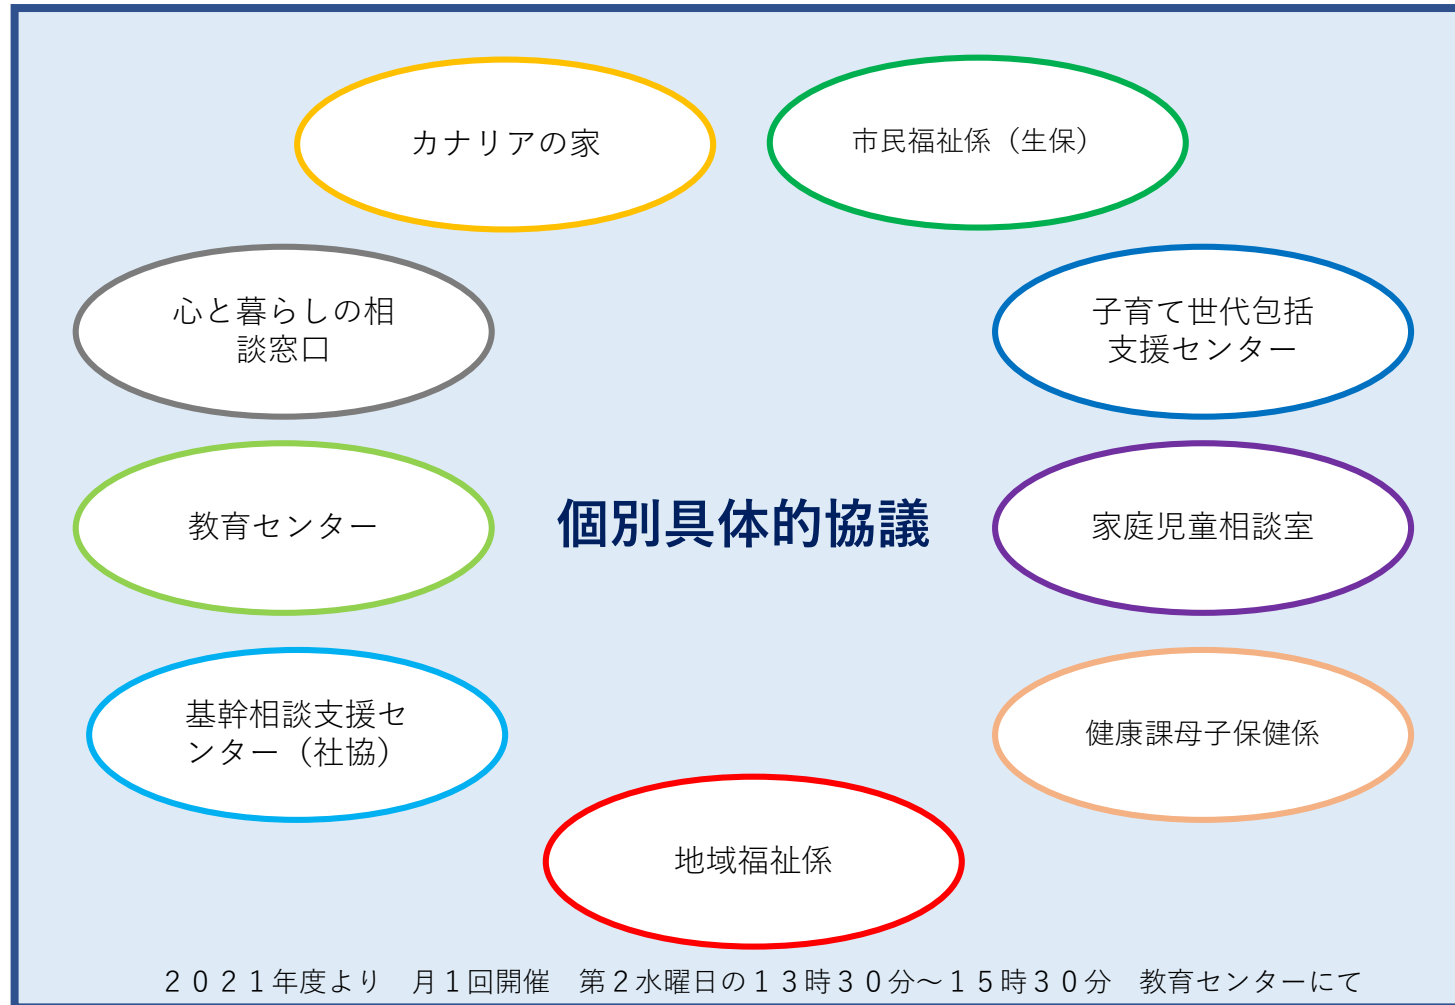 カナリアの家
市民福祉係（生保）
心と暮らしの相
談窓口
子育て世代包括
支援センター
教育センター
個別具体的協議
家庭児童相談室
基幹相談支援セ
ンター（社協）
健康課母子保健係
地域福祉係
２０２１年度より　月１回開催　第２水曜日の１３時３０分～１５時３０分　教育センターにて